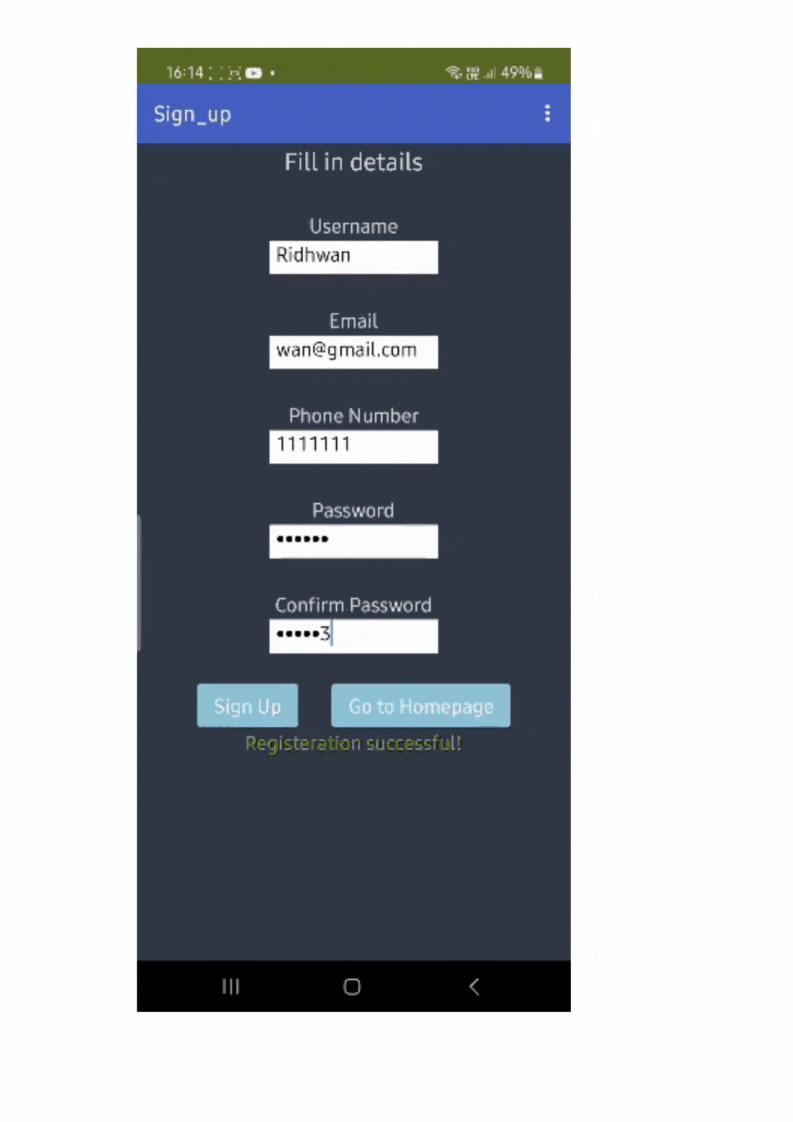 16:14 49%
Sign_up
Fill in details
Username
Ridhwan
Email
wan@gmail.com
Phone Number
1111111
Password
••••••
Confirm Password
•••••3
Sign Up Go to Homepage
Registeration successful!